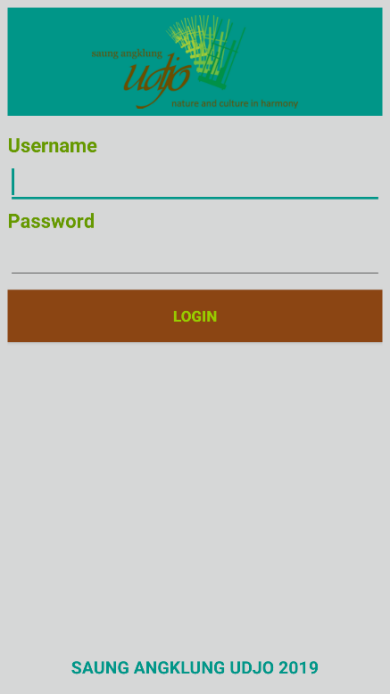 saung angklung
udjo
nature and culture in harmony
Username
Password
LOGIN
SAUNG ANGKLUNG UDJO 2019